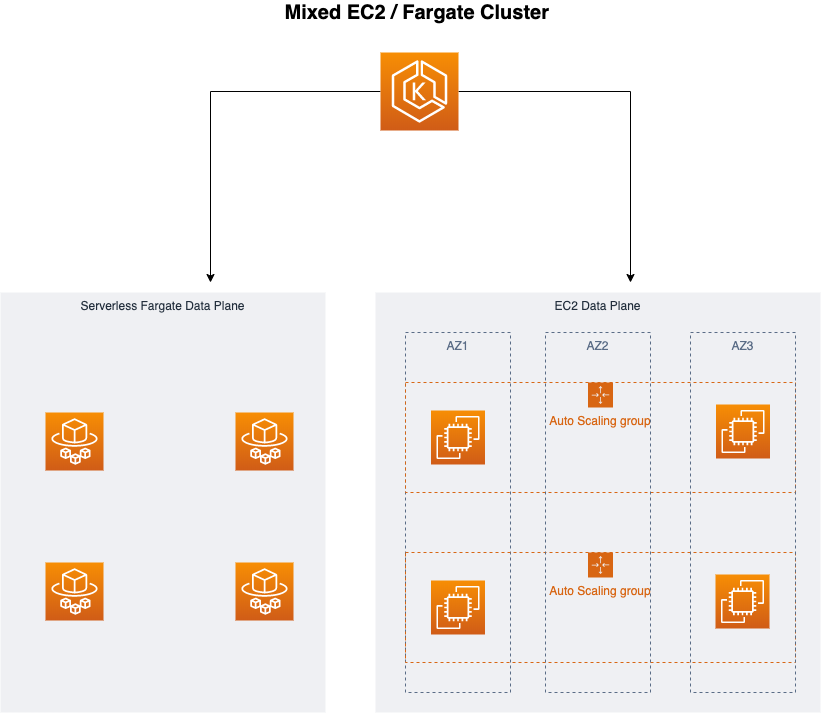 Mixed EC2 / Fargate Cluster
K
Serverless Fargate Data Plane
EC2 Data Plane
AZ1
AZ2
AZ3
Auto Scaling group
Auto Scaling group